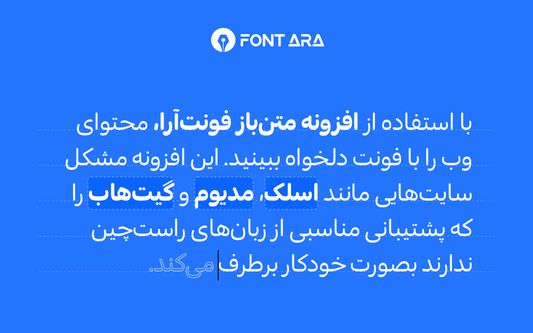 FONT ARA
با استفاده از افزونه متن‌باز فونت‌آرا، محتوای
وب را با فونت دلخواه ببینید. این افزونه مشکل
سایت‌هایی مانند اسلک، مدیوم و گیت‌هاب را
که پشتیبانی مناسبی از زبان‌های راست‌چین
ندارند بصورت خودکار برطرف می‌کند.